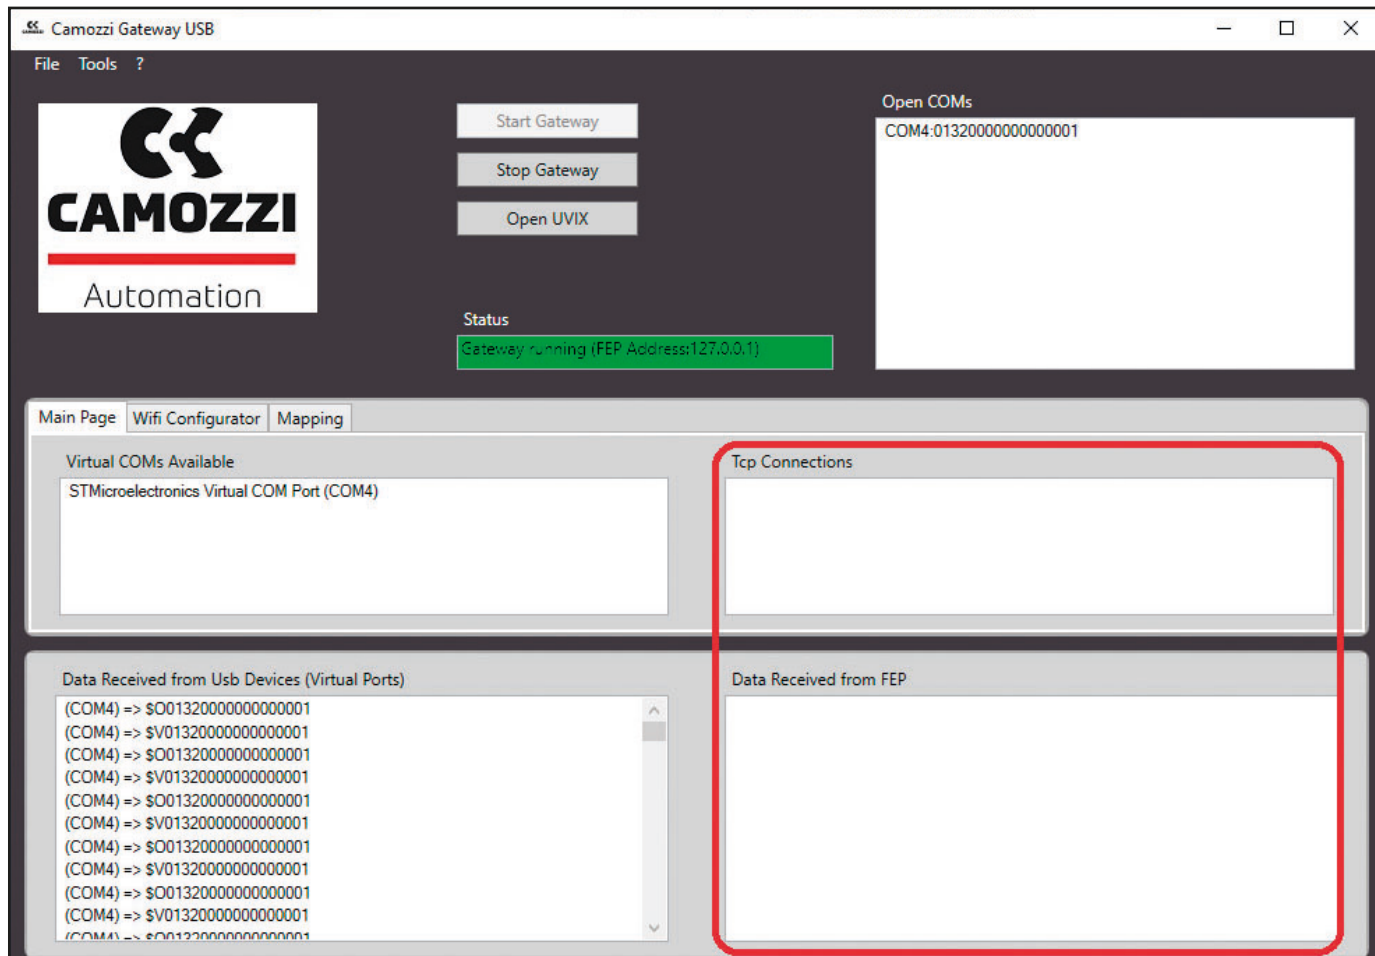 CAMOZZI Camozzi Gateway USB
File Tools ?
CAMOZZI
Automation
Start Gateway
Stop Gateway
Open UVIX
Status
Gateway running (FEP Address:127.0.0.1)
Open COMs
COM4:01320000000000001
Main Page Wifi Configurator Mapping
Virtual COMs Available
STMicroelectronics Virtual COM Port (COM4)
Tcp Connections
Data Received from Usb Devices (Virtual Ports)
(COM4) => $O01320000000000001
(COM4) => $V01320000000000001
(COM4) => $O01320000000000001
(COM4) => $V01320000000000001
(COM4) => $O01320000000000001
(COM4) => $V01320000000000001
(COM4) => $O01320000000000001
(COM4) => $V01320000000000001
(COM4) => $O01320000000000001
(COM4) => $V01320000000000001
(COM4) => $O01320000000000001
Data Received from FEP